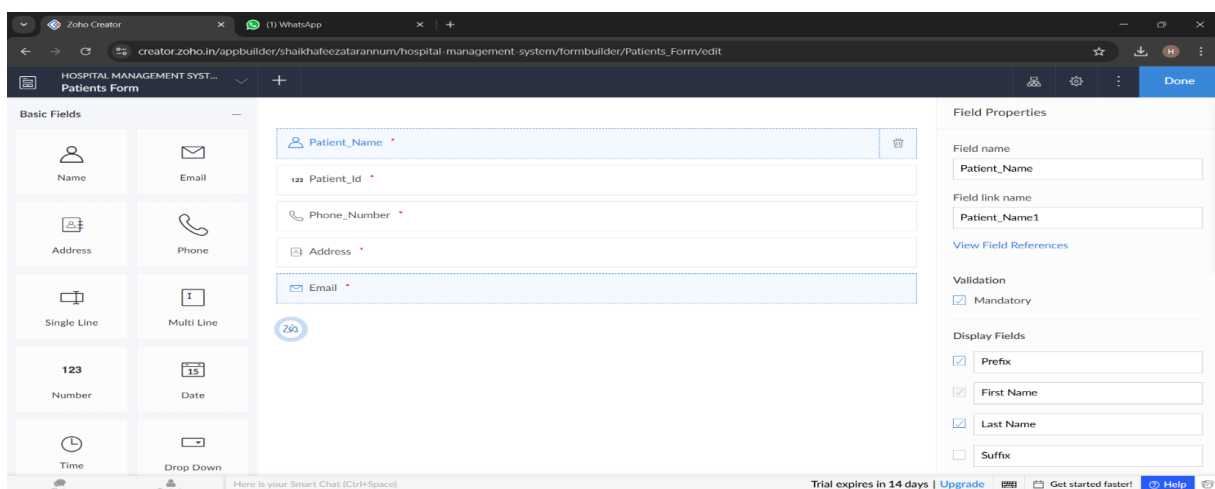 Zoho Creator
(1) WhatsApp
creator.zoho.in/appbuilder/shaikhafeezatarannum/hospital-management-system/formbuilder/Patients_Form/edit
H
HOSPITAL MANAGEMENT SYST...
Patients Form
Done
Basic Fields
Name
Email
Address
Phone
Single Line
Multi Line
123
15
Number
Date
Time
Drop Down
Patient_Name *
123 Patient_Id *
Phone_Number *
Address *
Email *
Zia
Field Properties
Field name
Patient_Name
Field link name
Patient_Name1
View Field References
Validation
Mandatory
Display Fields
Prefix
First Name
Last Name
Suffix
Here is your Smart Chat (Ctrl+Space)
Trial expires in 14 days | Upgrade
Get started faster!
Help